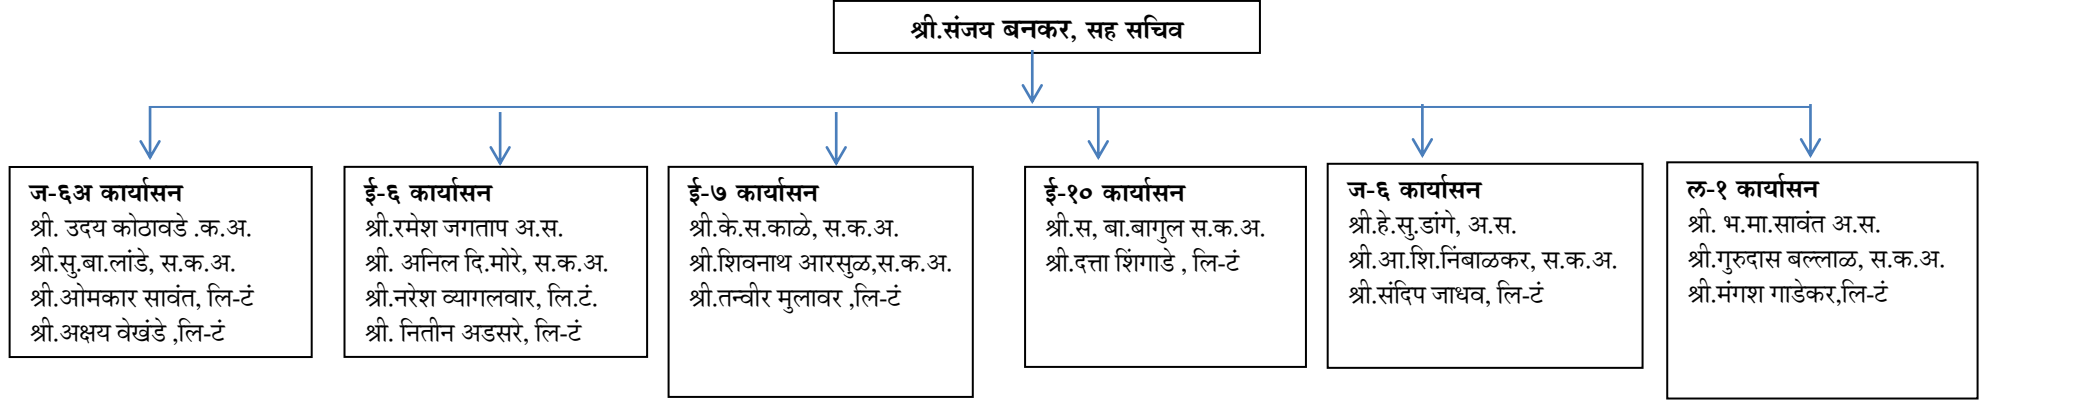 श्री.संजय बनकर, सह सचिव
ज-६अ कार्यासन
श्री. उदय कोठावडे .क.अ.
श्री.सु.बा.लांडे, स.क.अ.
श्री.ओमकार सावंत, लि-टं
श्री.अक्षय वेखंडे ,लि-टं
ई-६ कार्यासन
श्री.रमेश जगताप अ.स.
श्री. अनिल दि.मोरे, स.क.अ.
श्री.नरेश व्यागलवार, लि.टं.
श्री. नितीन अडसरे, लि-टं
ई-७ कार्यासन
श्री.के.स.काळे, स.क.अ.
श्री.शिवनाथ आरसुळ,स.क.अ.
श्री.तन्वीर मुलावर ,लि-टं
ई-१० कार्यासन
श्री.स, बा.बागुल स.क.अ.
श्री.दत्ता शिंगाडे , लि-टं
ज-६ कार्यासन
श्री.हे.सु.डांगे, अ.स.
श्री.आ.शि.निंबाळकर, स.क.अ.
श्री.संदिप जाधव, लि-टं
ल-१ कार्यासन
श्री. भ.मा.सावंत अ.स.
श्री.गुरुदास बल्लाळ, स.क.अ.
श्री.मंगश गाडेकर,लि-टं